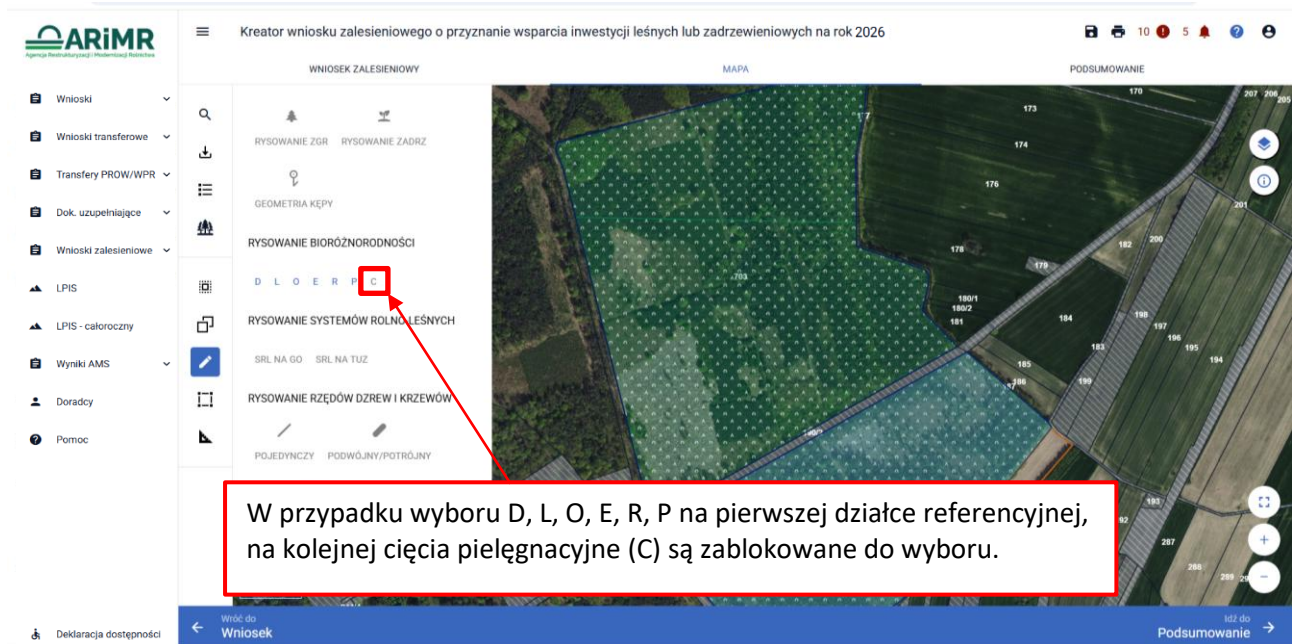 ARiMR
Agencja Restrukturyzacji i Modernizacji Rolnictwa
Kreator wniosku zalesieniowego o przyznanie wsparcia inwestycji leśnych lub zadrzewieniowych na rok 2026
10
5
WNIOSEK ZALESIENIOWY
MAPA
PODSUMOWANIE
Wnioski
Wnioski transferowe
Transfery PROW/WPR
Dok. uzupełniające
Wnioski zalesieniowe
LPIS
LPIS - całoroczny
Wyniki AMS
Doradcy
Pomoc
Deklaracja dostępności
RYSOWANIE ZGR RYSOWANIE ZADRZ
GEOMETRIA KĘPY
RYSOWANIE BIORÓŻNORODNOŚCI
D L O E R P C
RYSOWANIE SYSTEMÓW ROLNO-LEŚNYCH
SRL NA GO SRL NA TUZ
RYSOWANIE RZĘDÓW DZREW I KRZEWÓW
POJEDYNCZY PODWÓJNY/POTRÓJNY
170
207 206 205
173
174
176
201
178
182 200
179
703
180/1
180/2
181
184
198
197
196
195
194
183
185
186
199
193
287
288
W przypadku wyboru D, L, O, E, R, P na pierwszej działce referencyjnej,
na kolejnej cięcia pielęgnacyjne (C) są zablokowane do wyboru.
Wróć do
Wniosek
Idź do
Podsumowanie